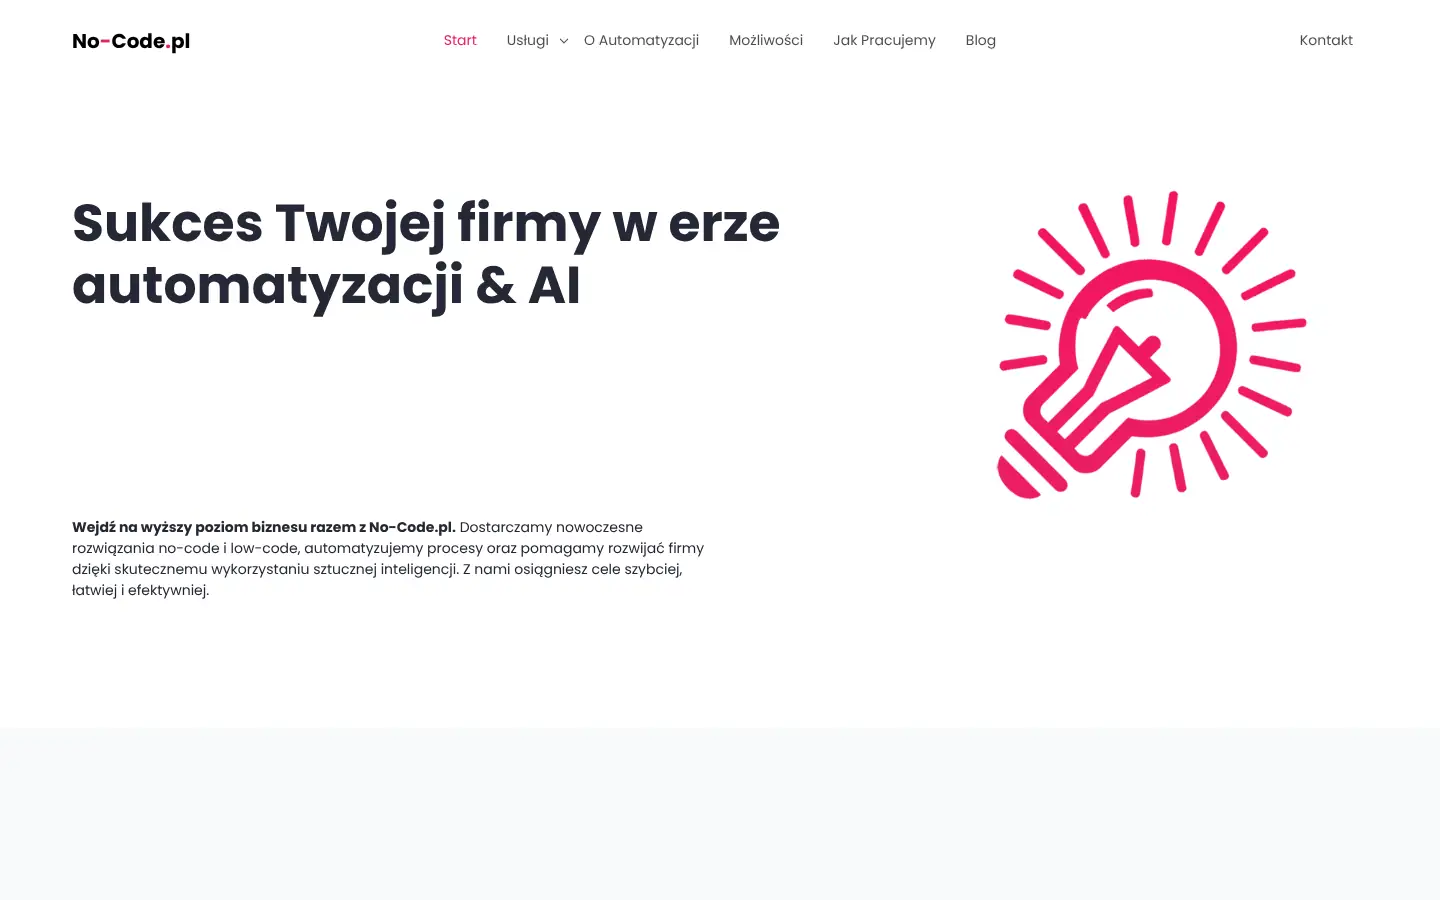 No-Code.pl
Start
Usługi
O Automatyzacji
Możliwości
Jak Pracujemy
Blog
Kontakt
Sukces Twojej firmy w erze
automatyzacji & AI
Wejdź na wyższy poziom biznesu razem z No-Code.pl. Dostarczamy nowoczesne
rozwiązania no-code i low-code, automatyzujemy procesy oraz pomagamy rozwijać firmy
dzięki skutecznemu wykorzystaniu sztucznej inteligencji. Z nami osiągniesz cele szybciej,
łatwiej i efektywniej.